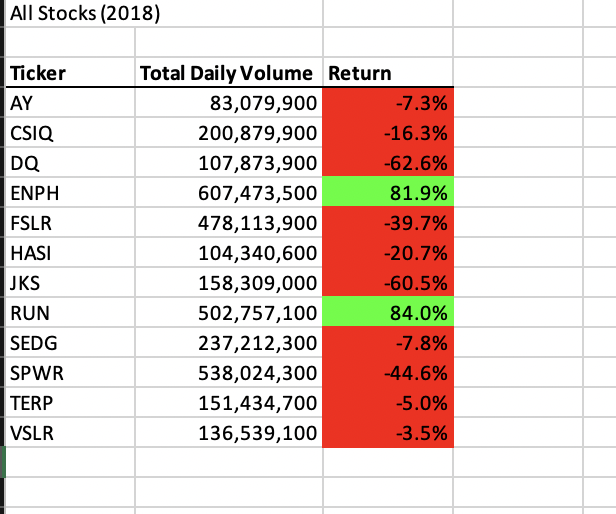 All Stocks (2018)
Ticker Total Daily Volume Return
AY 83,079,900 -7.3%
CSIQ 200,879,900 -16.3%
DQ 107,873,900 -62.6%
ENPH 607,473,500 81.9%
FSLR 478,113,900 -39.7%
HASI 104,340,600 -20.7%
JKS 158,309,000 -60.5%
RUN 502,757,100 84.0%
SEDG 237,212,300 -7.8%
SPWR 538,024,300 -44.6%
TERP 151,434,700 -5.0%
VSLR 136,539,100 -3.5%